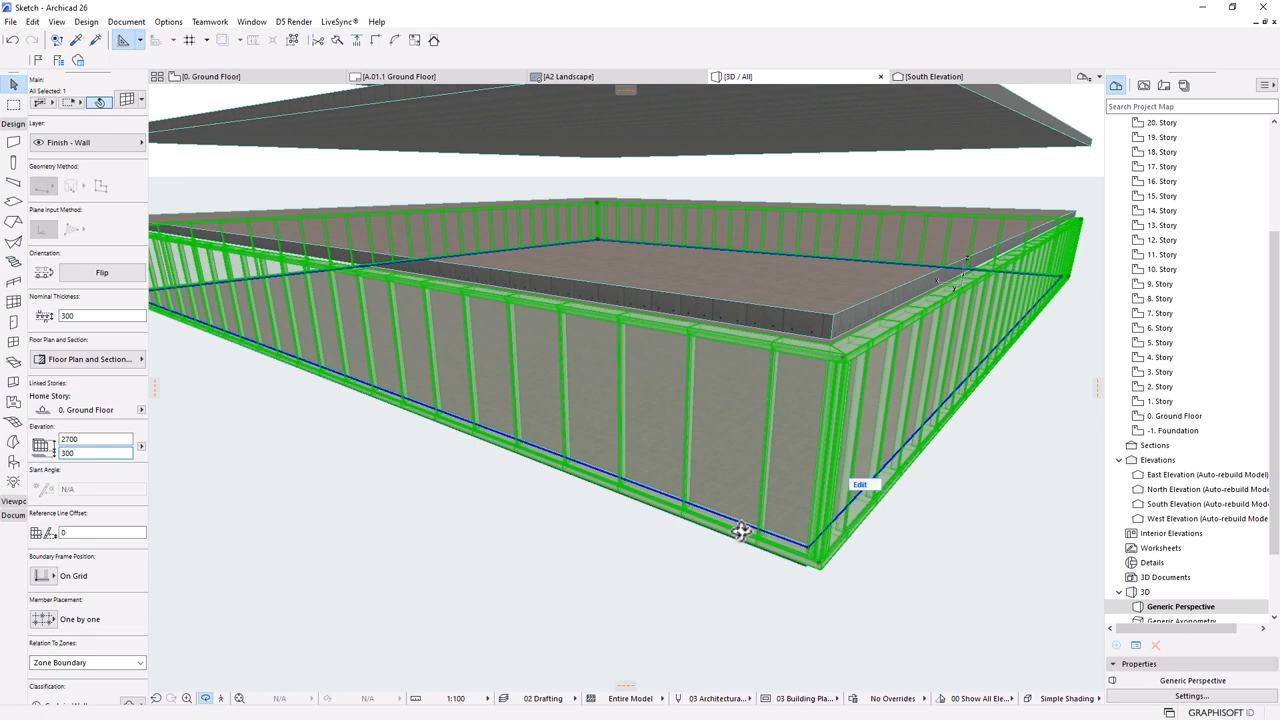 Sketch - Archicad 26
File Edit View Design Document Options Teamwork Window D5 Render LiveSync® Help
Main:
All Selected: 1
[0. Ground Floor]
[A.01.1 Ground Floor]
[A2 Landscape]
[3D / All]
[South Elevation]
Design
Layer:
Finish - Wall
Geometry Method:
Plane Input Method:
Orientation:
Flip
Nominal Thickness:
300
Floor Plan and Section:
Floor Plan and Section...
Linked Stories:
Home Story:
0. Ground Floor
Elevation:
2700
300
Slant Angle:
N/A
Viewpc
Docum
Reference Line Offset:
0
Boundary Frame Position:
On Grid
Member Placement:
One by one
Relation To Zones:
Zone Boundary
Classification:
Edit
Search Project Map
20. Story
19. Story
18. Story
17. Story
16. Story
15. Story
14. Story
13. Story
12. Story
11. Story
10. Story
9. Story
8. Story
7. Story
6. Story
5. Story
4. Story
3. Story
2. Story
1. Story
0. Ground Floor
-1. Foundation
Sections
Elevations
East Elevation (Auto-rebuild Model)
North Elevation (Auto-rebuild Mode
South Elevation (Auto-rebuild Mode
West Elevation (Auto-rebuild Mode
Interior Elevations
Worksheets
Details
3D Documents
3D
Generic Perspective
Generic Axonometry
Properties
Generic Perspective
Settings...
N/A
N/A
1:100
02 Drafting
Entire Model
03 Architectura...
03 Building Pla...
No Overrides
00 Show All Ele...
Simple Shading
GRAPHISOFT ID